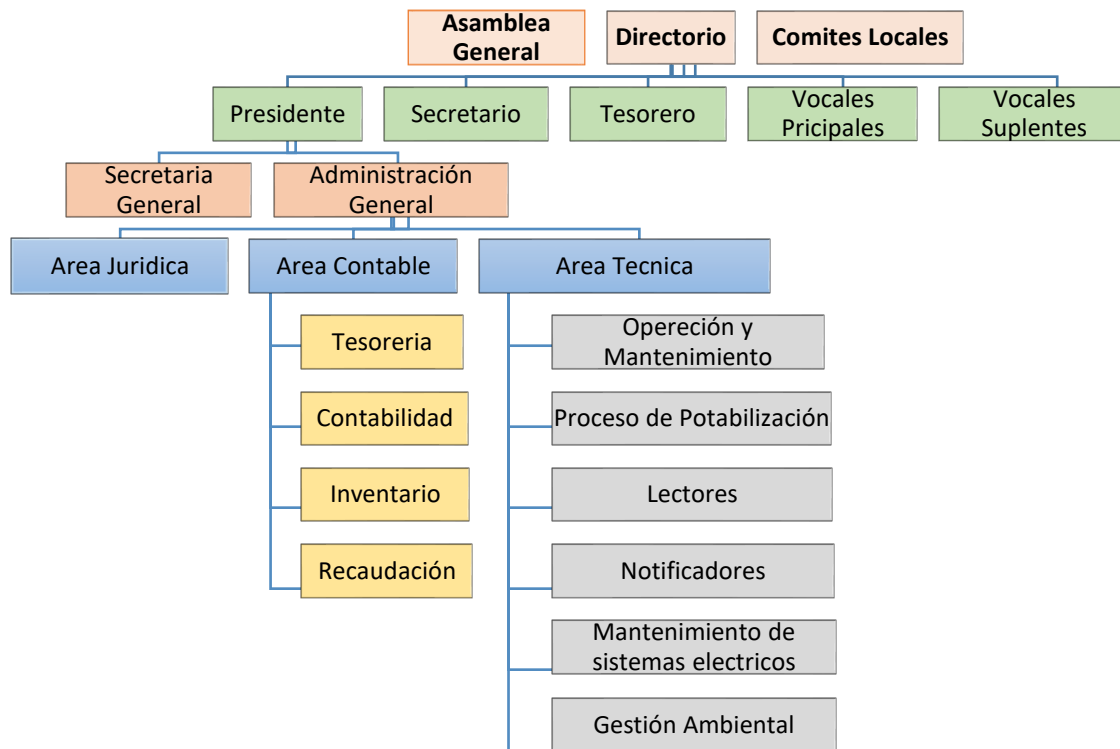 Asamblea
General
Directorio
Comites Locales
Presidente
Secretario
Tesorero
Vocales
Pricipales
Vocales
Suplentes
Secretaria
General
Administración
General
Area Juridica
Area Contable
Area Tecnica
Tesoreria
Contabilidad
Inventario
Recaudación
Opereción y
Mantenimiento
Proceso de Potabilización
Lectores
Notificadores
Mantenimiento de
sistemas electricos
Gestión Ambiental